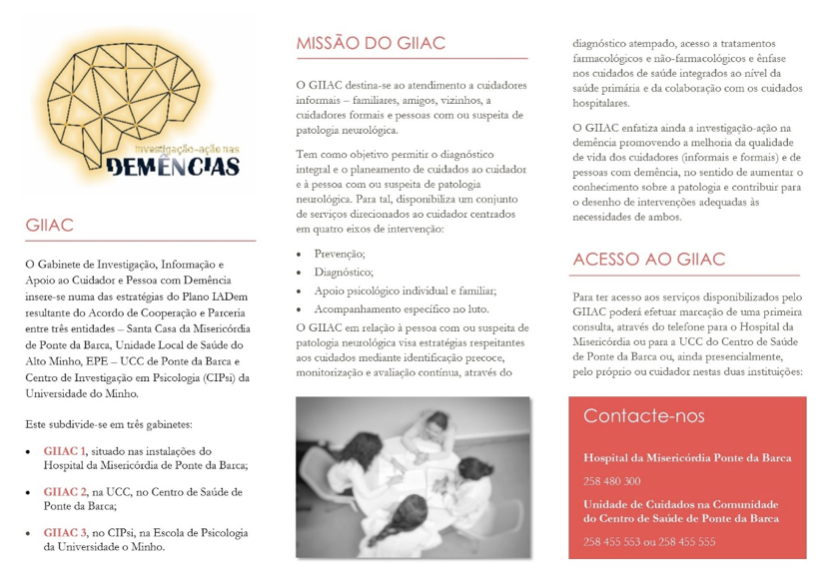 investigação-ação nas
DEMÊNCIAS
GIIAC
O Gabinete de Investigação, Informação e
Apoio ao Cuidador e Pessoa com Demência
insere-se numa das estratégias do Plano IADem
resultante do Acordo de Cooperação e Parceria
entre três entidades – Santa Casa da Misericórdia
de Ponte da Barca, Unidade Local de Saúde do
Alto Minho, EPE – UCC de Ponte da Barca e
Centro de Investigação em Psicologia (CIPsi) da
Universidade do Minho.
Este subdivide-se em três gabinetes:
• GIIAC 1, situado nas instalações do
Hospital da Misericórdia de Ponte da Barca;
• GIIAC 2, na UCC, no Centro de Saúde de
Ponte da Barca;
• GIIAC 3, no CIPsi, na Escola de Psicologia
da Universidade o Minho.
MISSÃO DO GIIAC
O GIIAC destina-se ao atendimento a cuidadores
informais – familiares, amigos, vizinhos, a
cuidadores formais e pessoas com ou suspeita de
patologia neurológica.
Tem como objetivo permitir o diagnóstico
integral e o planeamento de cuidados ao cuidador
e à pessoa com ou suspeita de patologia
neurológica. Para tal, disponibiliza um conjunto
de serviços direcionados ao cuidador centrados
em quatro eixos de intervenção:
• Prevenção;
• Diagnóstico;
• Apoio psicológico individual e familiar;
• Acompanhamento específico no luto.
O GIIAC em relação à pessoa com ou suspeita de
patologia neurológica visa estratégias respeitantes
aos cuidados mediante identificação precoce,
monitorização e avaliação contínua, através do
diagnóstico atempado, acesso a tratamentos
farmacológicos e não-farmacológicos e ênfase
nos cuidados de saúde integrados ao nível da
saúde primária e da colaboração com os cuidados
hospitalares.
O GIIAC enfatiza ainda a investigação-ação na
demência promovendo a melhoria da qualidade
de vida dos cuidadores (informais e formais) e de
pessoas com demência, no sentido de aumentar o
conhecimento sobre a patologia e contribuir para
o desenho de intervenções adequadas às
necessidades de ambos.
ACESSO AO GIIAC
Para ter acesso aos serviços disponibilizados pelo
GIIAC poderá efetuar marcação de uma primeira
consulta, através do telefone para o Hospital da
Misericórdia ou para a UCC do Centro de Saúde
de Ponte da Barca ou, ainda presencialmente,
pelo próprio ou cuidador nestas duas instituições:
Contacte-nos
Hospital da Misericórdia Ponte da Barca
258 480 300
Unidade de Cuidados na Comunidade
do Centro de Saúde de Ponte da Barca
258 455 553 ou 258 455 555